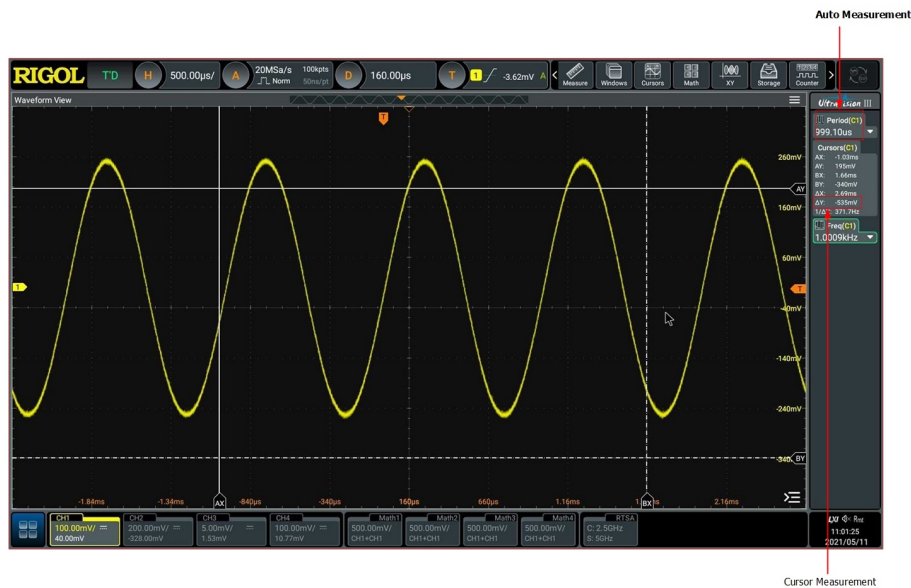 Auto Measurement
RIGOL T'D H 500.00µs/ A 20MSa/s 100kpts D 160.00µs T 1 -3.62mV A < Measure Windows Cursors Math XY Storage Counter >
Norm 50ns/pt
Waveform View
UltraVision III
T
Period(C1)
999.10us
Cursors(C1)
AX: -1.03ms
AY: 195mV
BX: 1.66ms
BY: -340mV
ΔX: 2.69ms
ΔY: -535mV
371.7Hz
Freq(C1)
1.0009kHz
260mV
AY
160mV
60mV
1
T
-40mV
-140mV
-240mV
-340 BY
-1.84ms -1.34ms AX -840µs -340µs 160µs 660µs 1.16ms BX 2.16ms
CH1 CH2 CH3 CH4 Math1 Math2 Math3 Math4 RTSA
100.00mV/ 200.00mV/ 5.00mV/ 100.00mV/ 500.00mV/ 500.00mV/ 500.00mV/ 500.00mV/ C: 2.5GHz
40.00mV -328.00mV 1.53mV 10.77mV CH1+CH1 CH1+CH1 CH1+CH1 CH1+CH1 S: 5GHz
LXI Rmt
11:01:25
2021/05/11
Cursor Measurement